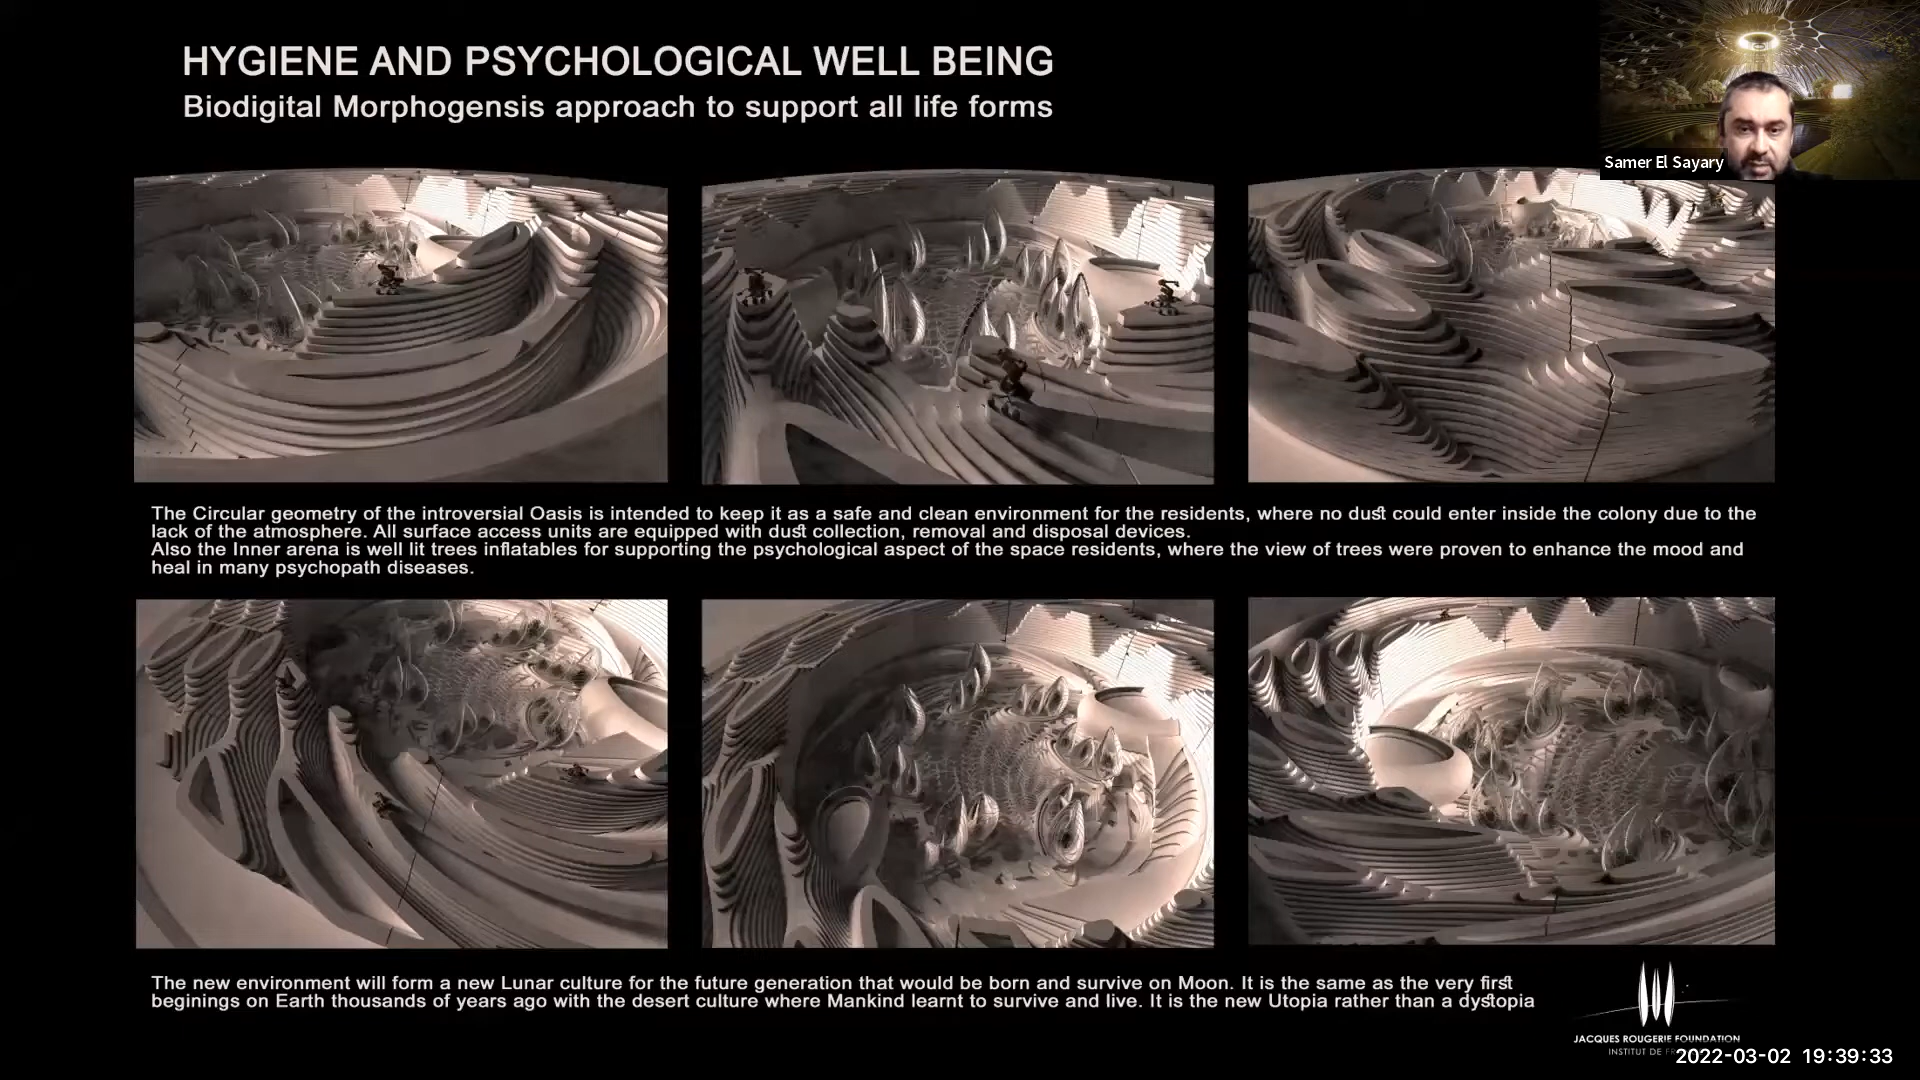 HYGIENE AND PSYCHOLOGICAL WELL BEING
Biodigital Morphogensis approach to support all life forms
Samer El Sayary
The Circular geometry of the introversial Oasis is intended to keep it as a safe and clean environment for the residents, where no dust could enter inside the colony due to the
lack of the atmosphere. All surface access units are equipped with dust collection, removal and disposal devices.
Also the Inner arena is well lit trees inflatables for supporting the psychological aspect of the space residents, where the view of trees were proven to enhance the mood and
heal in many psychopath diseases.
The new environment will form a new Lunar culture for the future generation that would be born and survive on Moon. It is the same as the very first
beginings on Earth thousands of years ago with the desert culture where Mankind learnt to survive and live. It is the new Utopia rather than a dystopia
JACQUES ROUGERIE FOUNDATION
INSTITUT DE
2022-03-02 19:39:33